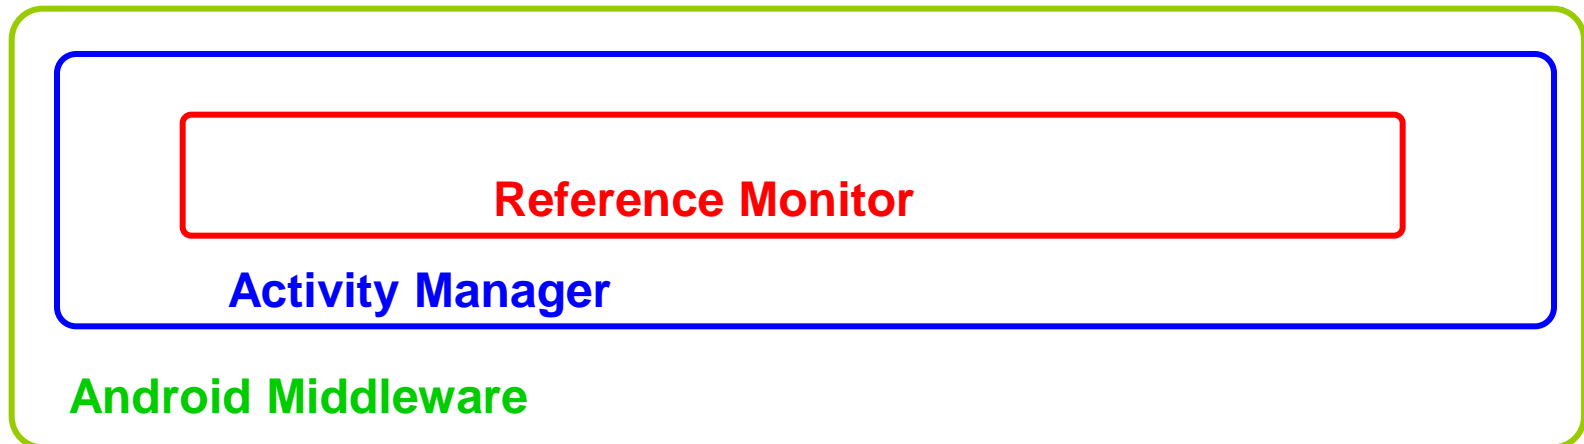 Reference Monitor
Activity Manager
Android Middleware